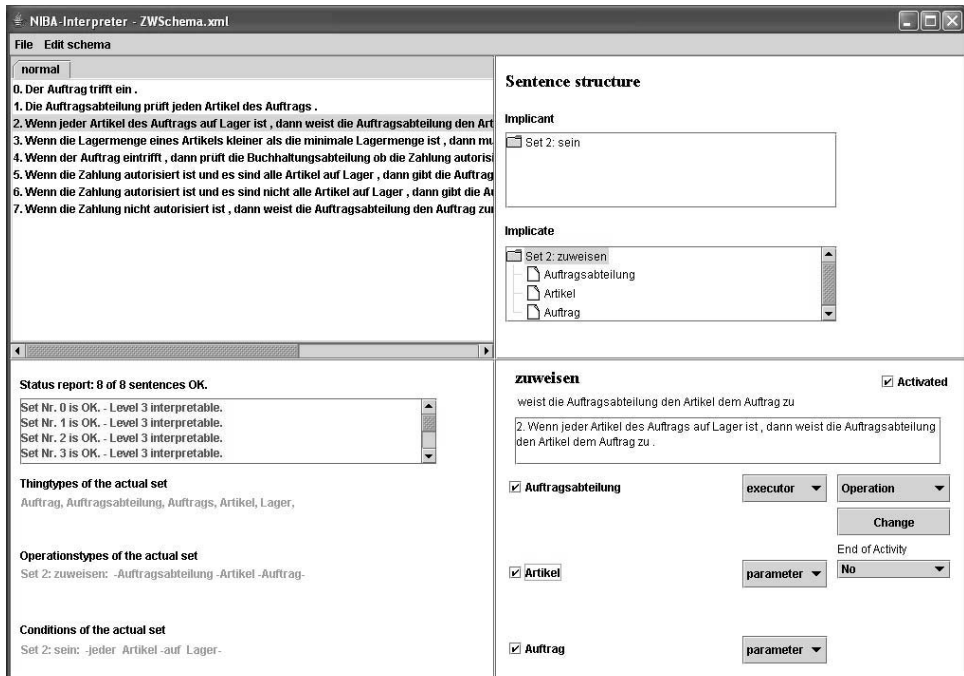 NIBA-Interpreter - ZWSchema.xml
File Edit schema
normal
0. Der Auftrag trifft ein .
1. Die Auftragsabteilung prüft jeden Artikel des Auftrags .
2. Wenn jeder Artikel des Auftrags auf Lager ist , dann weist die Auftragsabteilung den Art
3. Wenn die Lagermenge eines Artikels kleiner als die minimale Lagermenge ist , dann mu
4. Wenn der Auftrag eintrifft , dann prüft die Buchhaltungsabteilung ob die Zahlung autorisi
5. Wenn die Zahlung autorisiert ist und es sind alle Artikel auf Lager , dann gibt die Auftrag
6. Wenn die Zahlung autorisiert ist und es sind nicht alle Artikel auf Lager , dann gibt die Au
7. Wenn die Zahlung nicht autorisiert ist , dann weist die Auftragsabteilung den Auftrag zur
Sentence structure
Implicant
Set 2: sein
Implicate
Set 2: zuweisen
Auftragsabteilung
Artikel
Auftrag
Status report: 8 of 8 sentences OK.
Set Nr. 0 is OK. - Level 3 interpretable.
Set Nr. 1 is OK. - Level 3 interpretable.
Set Nr. 2 is OK. - Level 3 interpretable.
Set Nr. 3 is OK. - Level 3 interpretable.
Thingtypes of the actual set
Auftrag, Auftragsabteilung, Auftrags, Artikel, Lager,
Operationstypes of the actual set
Set 2: zuweisen: -Auftragsabteilung -Artikel -Auftrag-
Conditions of the actual set
Set 2: sein: -jeder Artikel -auf Lager-
zuweisen
Activated
weist die Auftragsabteilung den Artikel dem Auftrag zu
2. Wenn jeder Artikel des Auftrags auf Lager ist , dann weist die Auftragsabteilung
den Artikel dem Auftrag zu .
Auftragsabteilung executor Operation
Change
End of Activity
Artikel parameter No
Auftrag parameter